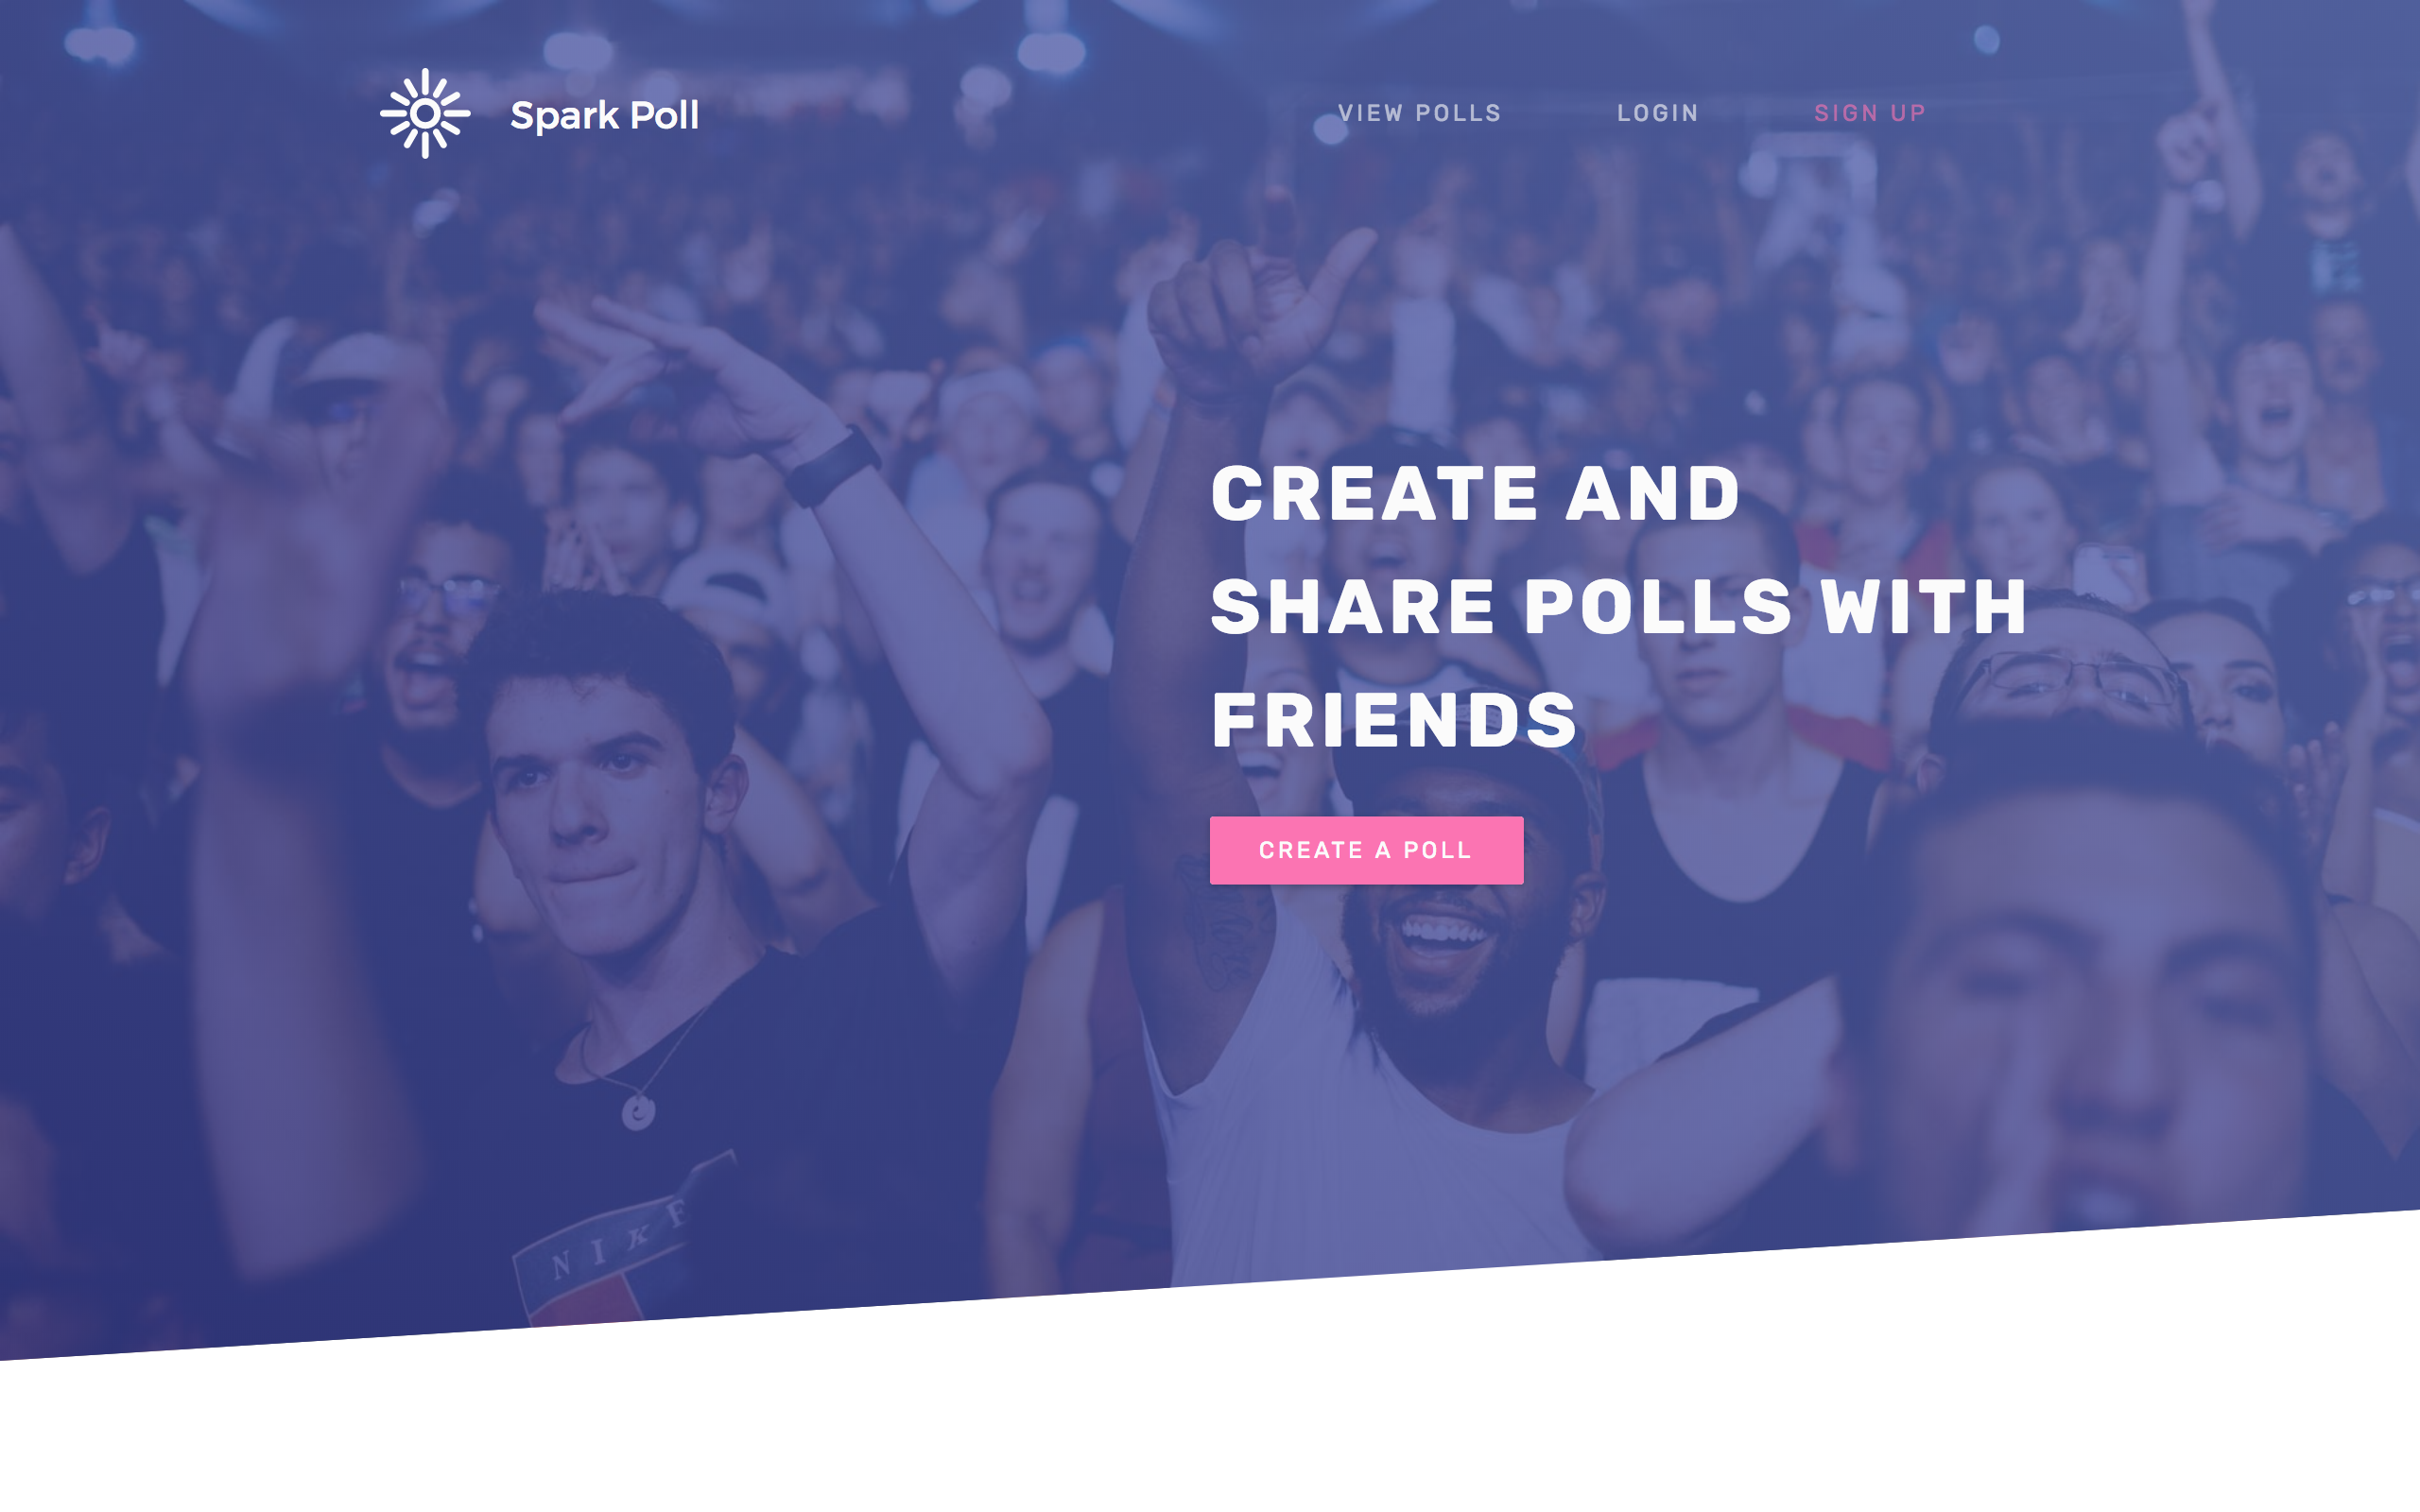 Spark Poll
VIEW POLLS
LOGIN
SIGN UP
CREATE AND
SHARE POLLS WITH
FRIENDS
CREATE A POLL
NIKE